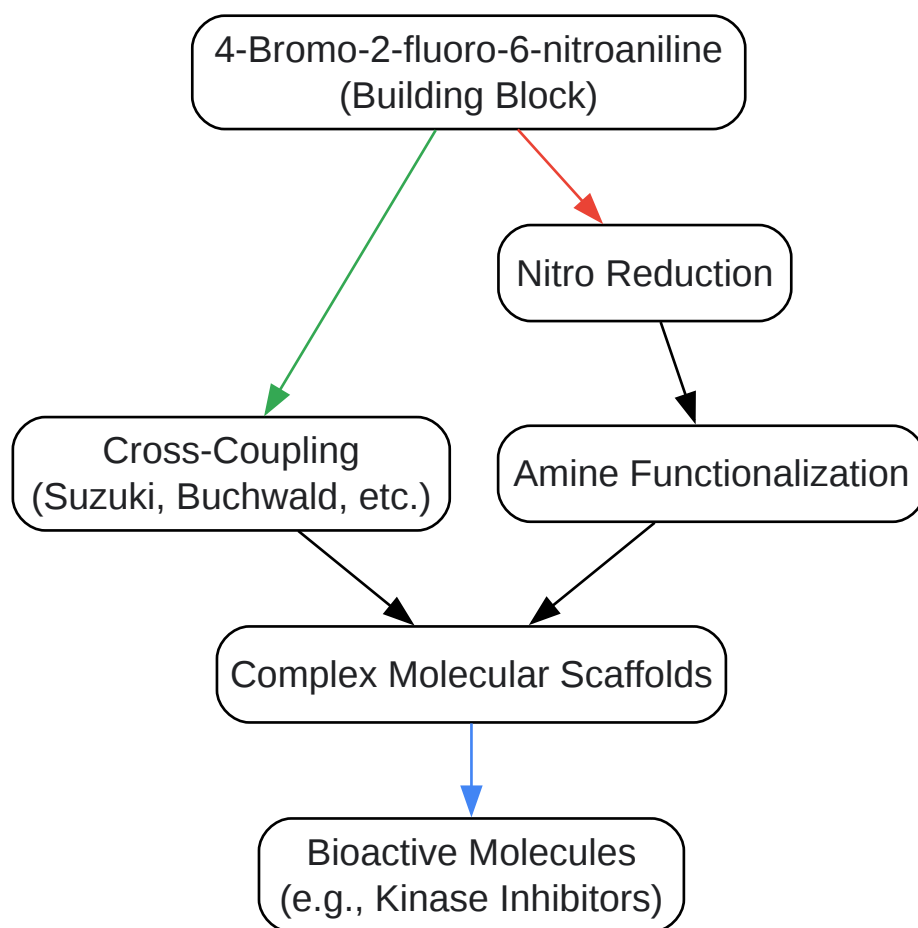 4-Bromo-2-fluoro-6-nitroaniline
(Building Block)
Nitro Reduction
Cross-Coupling
(Suzuki, Buchwald, etc.)
Amine Functionalization
Complex Molecular Scaffolds
Bioactive Molecules
(e.g., Kinase Inhibitors)